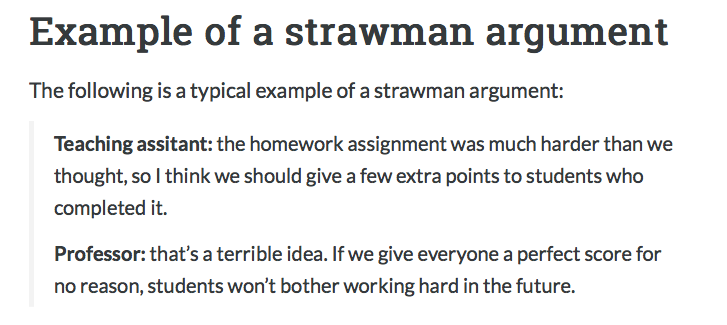 Example of a strawman argument
The following is a typical example of a strawman argument:
Teaching assitant: the homework assignment was much harder than we
thought, so I think we should give a few extra points to students who
completed it.
Professor: that's a terrible idea. If we give everyone a perfect score for
no reason, students won't bother working hard in the future.